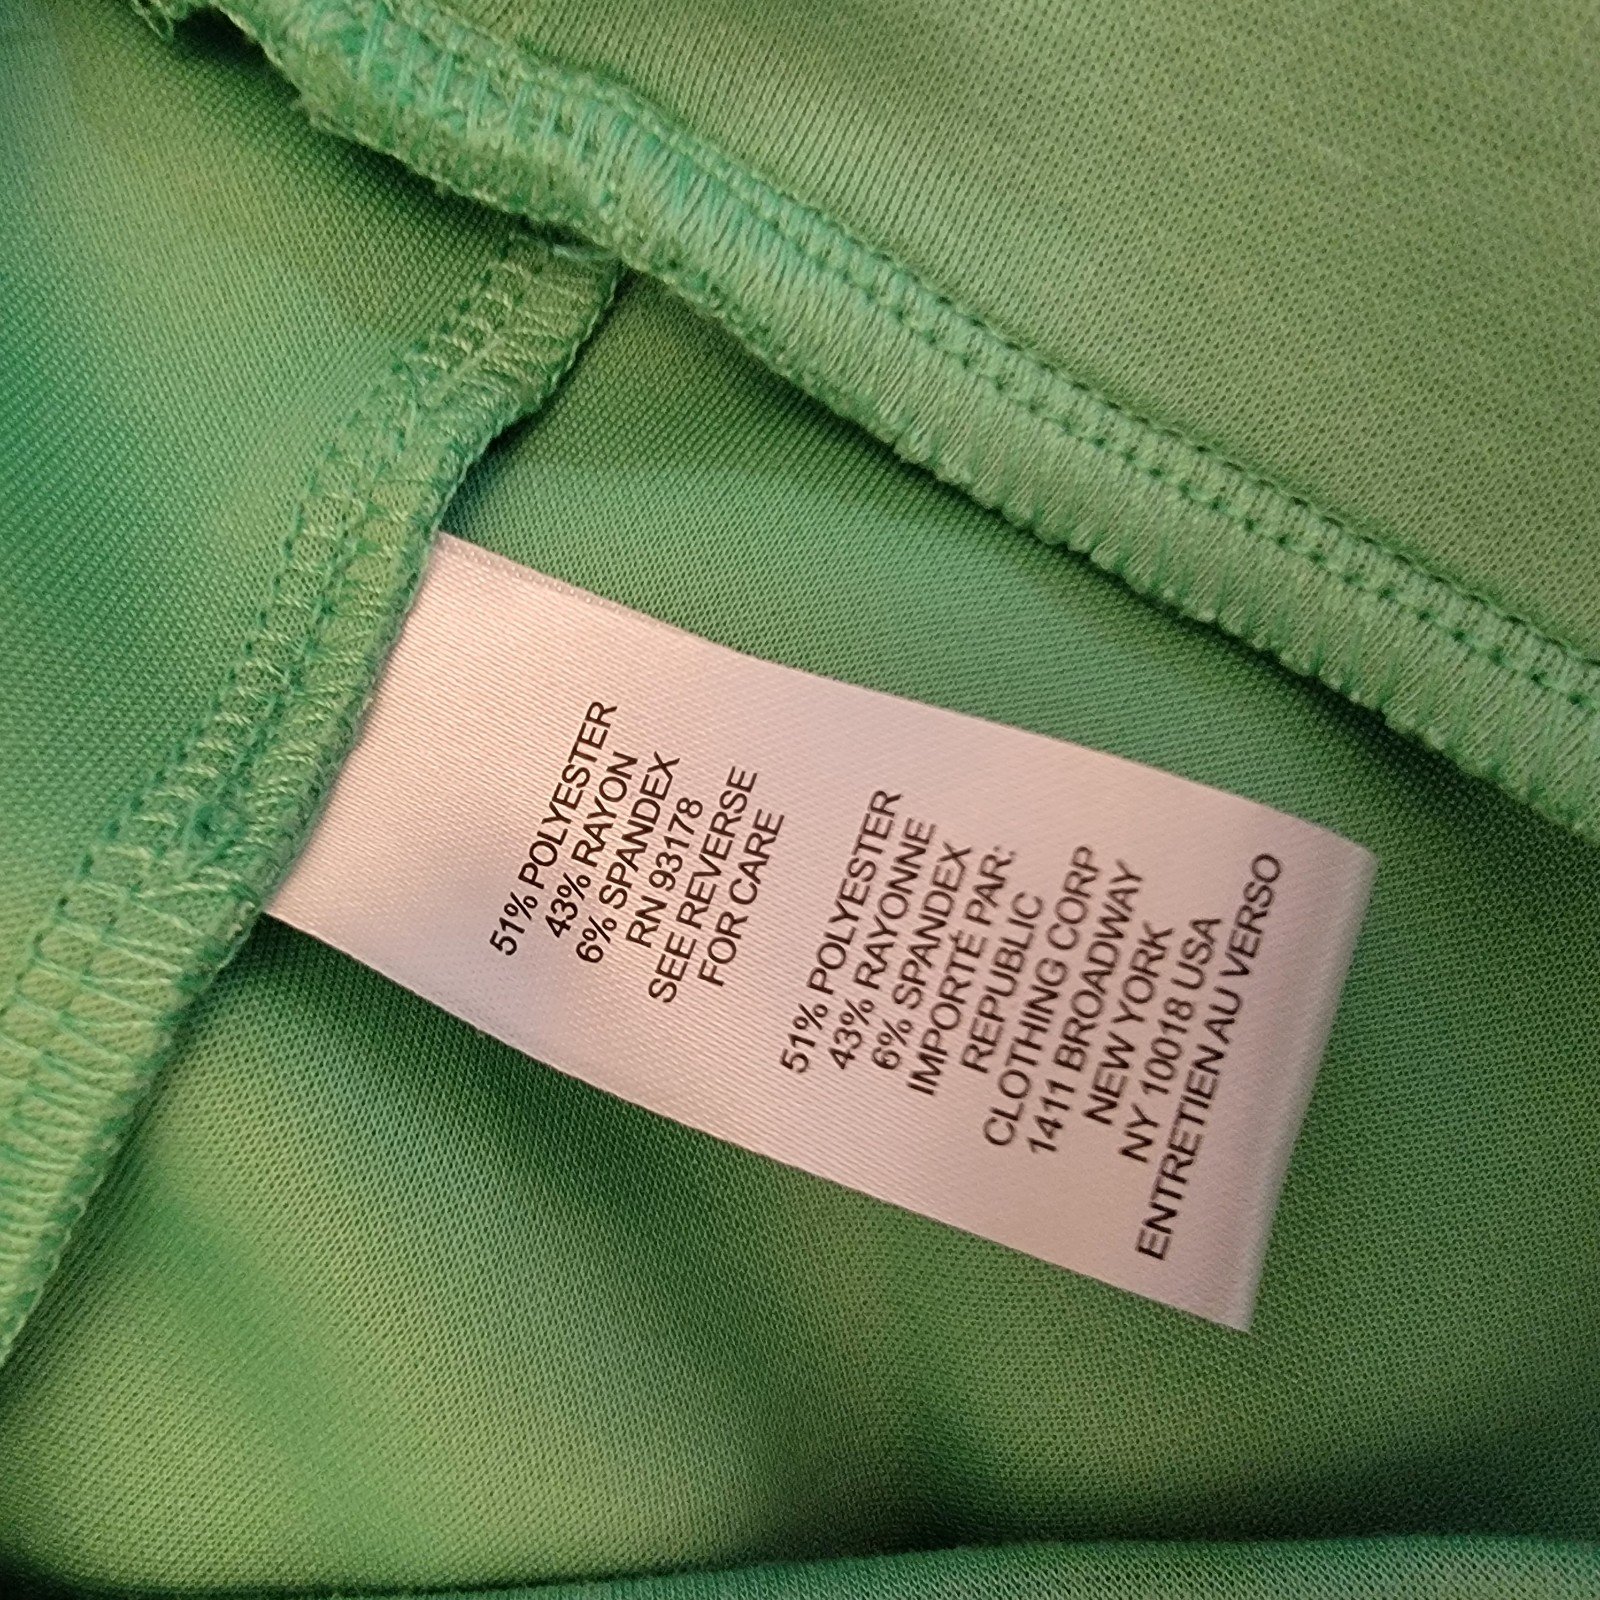 51% POLYESTER
43% RAYON
6% SPANDEX
RN 93178
SEE REVERSE
FOR CARE
51% POLYESTER
43% RAYONNE
6% SPANDEX
IMPORTÉ PAR:
REPUBLIC
CLOTHING CORP
1411 BROADWAY
NEW YORK
NY 10018 USA
ENTRETIEN AU VERSO